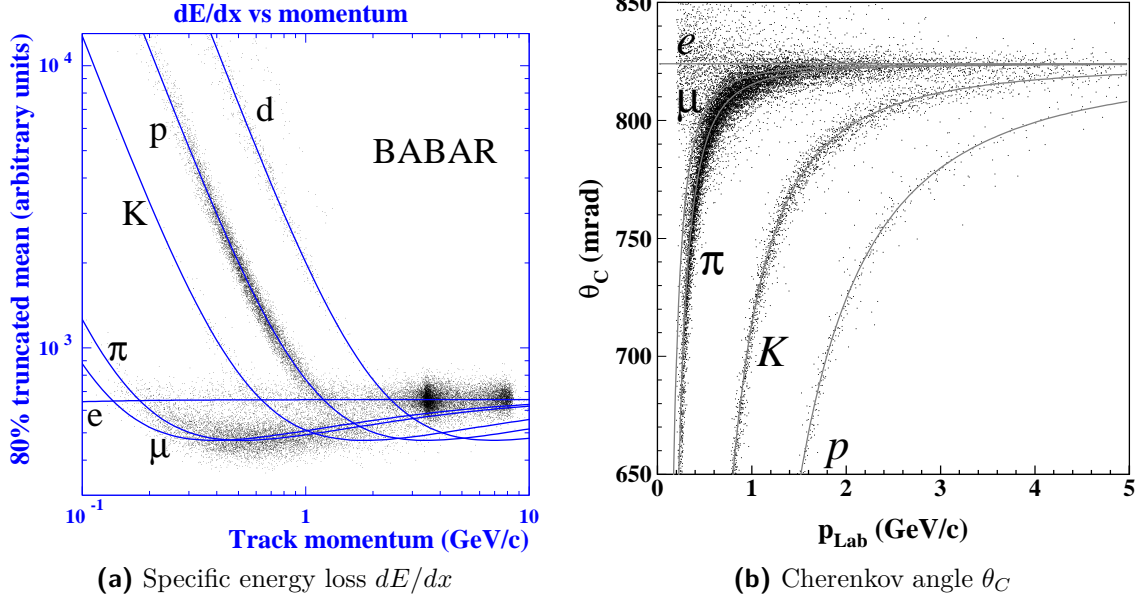 dE/dx vs momentum
80% truncated mean (arbitrary units)
10^4
10^3
p
d
BABAR
K
π
e
μ
10^-1
1
10
Track momentum (GeV/c)
(a) Specific energy loss dE/dx
θ_C (mrad)
850
800
750
700
650
e
μ
π
K
p
0
1
2
3
4
5
p_Lab (GeV/c)
(b) Cherenkov angle θ_C